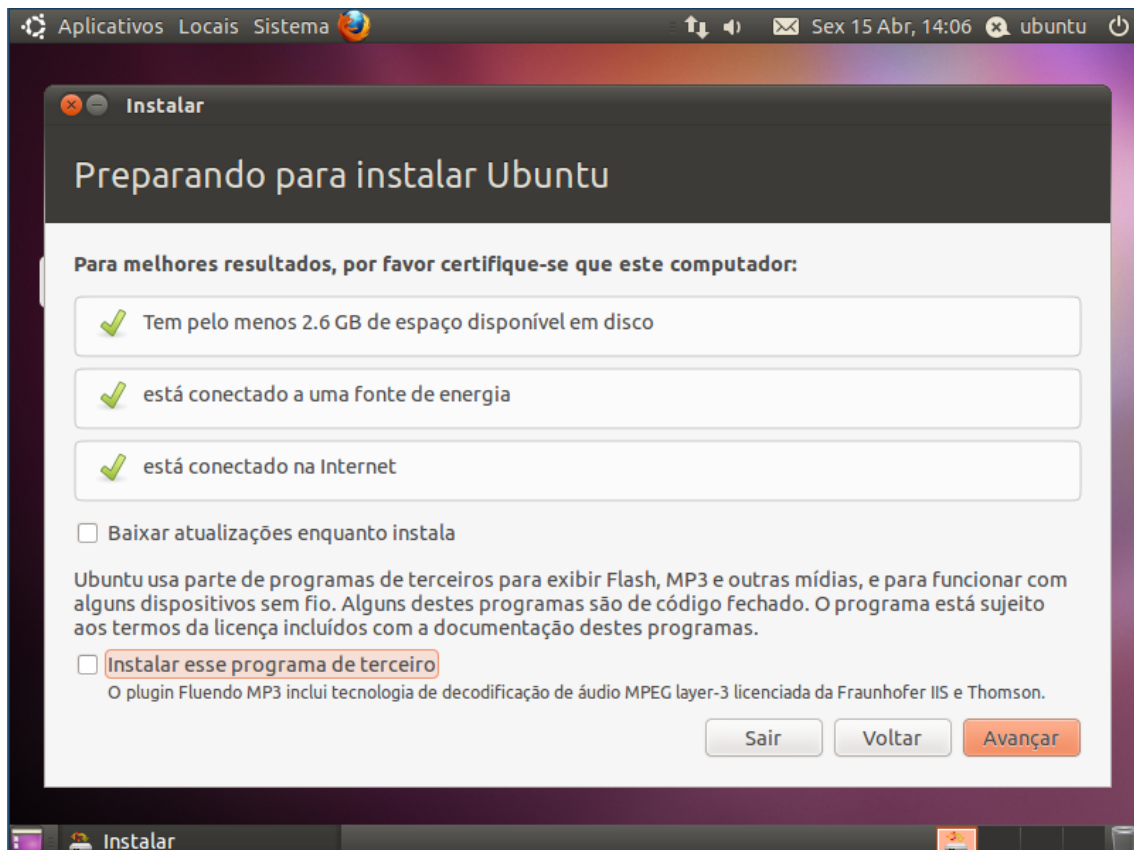 Aplicativos Locais Sistema
Sex 15 Abr, 14:06 ubuntu
Instalar
Preparando para instalar Ubuntu
Para melhores resultados, por favor certifique-se que este computador:
Tem pelo menos 2.6 GB de espaço disponível em disco
está conectado a uma fonte de energia
está conectado na Internet
Baixar atualizações enquanto instala
Ubuntu usa parte de programas de terceiros para exibir Flash, MP3 e outras mídias, e para funcionar com
alguns dispositivos sem fio. Alguns destes programas são de código fechado. O programa está sujeito
aos termos da licença incluídos com a documentação destes programas.
Instalar esse programa de terceiro
O plugin Fluendo MP3 inclui tecnologia de decodificação de áudio MPEG layer-3 licenciada da Fraunhofer IIS e Thomson.
Sair Voltar Avançar
Instalar